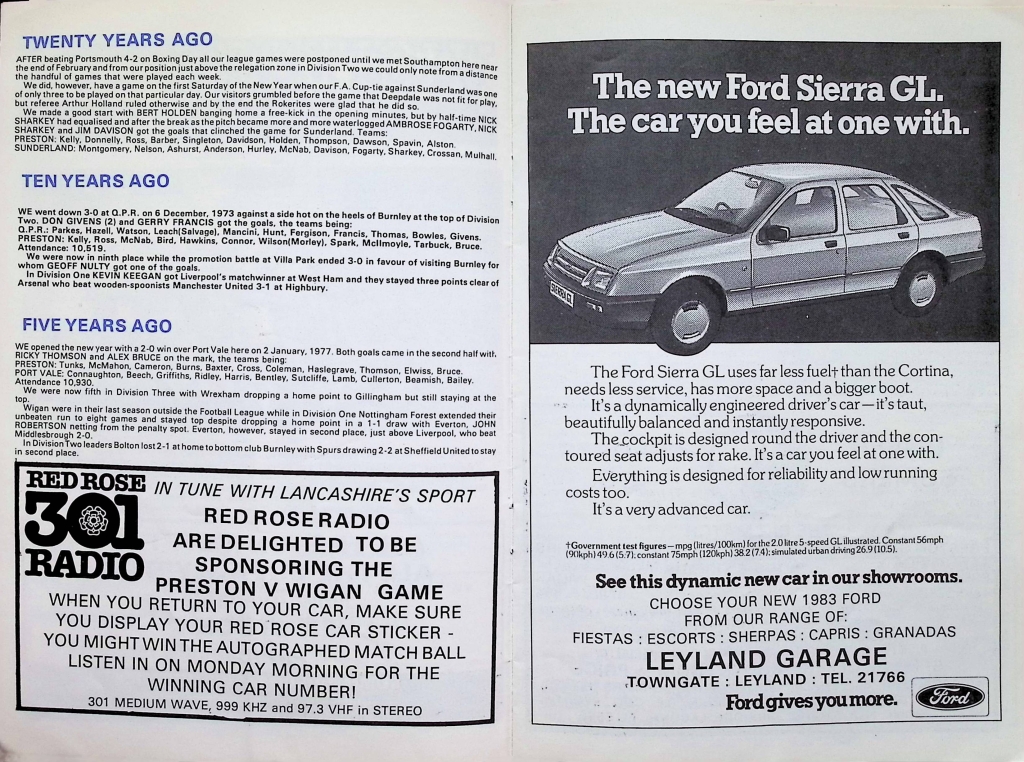 TWENTY YEARS AGO
AFTER beating Portsmouth 4-2 on Boxing Day all our league games were postponed until we met Southampton here near
the end of February and from our position just above the relegation zone in Division Two we could only note from a distance
the handful of games that were played each week.
We did, however, have a game on the first Saturday of the New Year when our F.A. Cup-tie against Sunderland was one
of only three to be played on that particular day. Our visitors grumbled before the game that Deepdale was not fit for play,
but referee Arthur Holland ruled otherwise and by the end the Rokerites were glad that he did so.
We made a good start with BERT HOLDEN banging home a free-kick in the opening minutes, but by half-time NICK
SHARKEY had equalised and after the break as the pitch became more and more waterlogged AMBROSE FOGARTY, NICK
SHARKEY and JIM DAVISON got the goals that clinched the game for Sunderland. Teams:
PRESTON: Kelly, Donnelly, Ross, Barber, Singleton, Davidson, Holden, Thompson, Dawson, Spavin, Alston.
SUNDERLAND: Montgomery, Nelson, Ashurst, Anderson, Hurley, McNab, Davison, Fogarty, Sharkey, Crossan, Mulhall.
TEN YEARS AGO
WE went down 3-0 at Q.P.R. on 6 December, 1973 against a side hot on the heels of Burnley at the top of Division
Two. DON GIVENS (2) and GERRY FRANCIS got the goals, the teams being:
Q.P.R.: Parkes, Hazell, Watson, Leach(Salvage), Mancini, Hunt, Fergison, Francis, Thomas, Bowles, Givens.
PRESTON: Kelly, Ross, McNab, Bird, Hawkins, Connor, Wilson(Morley), Spark, McIlmoyle, Tarbuck, Bruce.
Attendance: 10,519.
We were now in ninth place while the promotion battle at Villa Park ended 3-0 in favour of visiting Burnley for
whom GEOFF NULTY got one of the goals.
In Division One KEVIN KEEGAN got Liverpool's matchwinner at West Ham and they stayed three points clear of
Arsenal who beat wooden-spoonists Manchester United 3-1 at Highbury.
FIVE YEARS AGO
WE opened the new year with a 2-0 win over Port Vale here on 2 January, 1977. Both goals came in the second half with.
RICKY THOMSON and ALEX BRUCE on the mark, the teams being:
PRESTON: Tunks, McMahon, Cameron, Burns, Baxter, Cross, Coleman, Haslegrave, Thomson, Elwiss, Bruce.
PORT VALE: Connaughton, Beech, Griffiths, Ridley, Harris, Bentley, Sutcliffe, Lamb, Cullerton, Beamish, Bailey.
Attendance 10,930.
We were now fifth in Division Three with Wrexham dropping a home point to Gillingham but still staying at the
top.
Wigan were in their last season outside the Football League while in Division One Nottingham Forest extended their
unbeaten run to eight games and stayed top despite dropping a home point in a 1-1 draw with Everton, JOHN
ROBERTSON netting from the penalty spot. Everton, however, stayed in second place, just above Liverpool, who beat
Middlesbrough 2-0.
In Division Two leaders Bolton lost 2-1 at home to bottom club Burnley with Spurs drawing 2-2 at Sheffield United to stay
in second place.
RED ROSE
301
RADIO
IN TUNE WITH LANCASHIRE'S SPORT
RED ROSE RADIO
ARE DELIGHTED TO BE
SPONSORING THE
PRESTON V WIGAN GAME
WHEN YOU RETURN TO YOUR CAR, MAKE SURE
YOU DISPLAY YOUR RED ROSE CAR STICKER -
YOU MIGHT WIN THE AUTOGRAPHED MATCH BALL
LISTEN IN ON MONDAY MORNING FOR THE
WINNING CAR NUMBER!
301 MEDIUM WAVE, 999 KHZ and 97.3 VHF in STEREO
The new Ford Sierra GL.
The car you feel at one with.
SIERRA GL
The Ford Sierra GL uses far less fuel† than the Cortina,
needs less service, has more space and a bigger boot.
It's a dynamically engineered driver's car—it's taut,
beautifully balanced and instantly responsive.
The cockpit is designed round the driver and the con-
toured seat adjusts for rake. It's a car you feel at one with.
Everything is designed for reliability and low running
costs too.
It's a very advanced car.
†Government test figures—mpg (litres/100km) for the 2.0 litre 5-speed GL illustrated. Constant 56mph
(90kph) 49.6 (5.7); constant 75mph (120kph) 38.2 (7.4); simulated urban driving 26.9 (10.5).
See this dynamic new car in our showrooms.
CHOOSE YOUR NEW 1983 FORD
FROM OUR RANGE OF:
FIESTAS : ESCORTS : SHERPAS : CAPRIS : GRANADAS
LEYLAND GARAGE
TOWNGATE : LEYLAND : TEL. 21766
Ford gives you more.
Ford